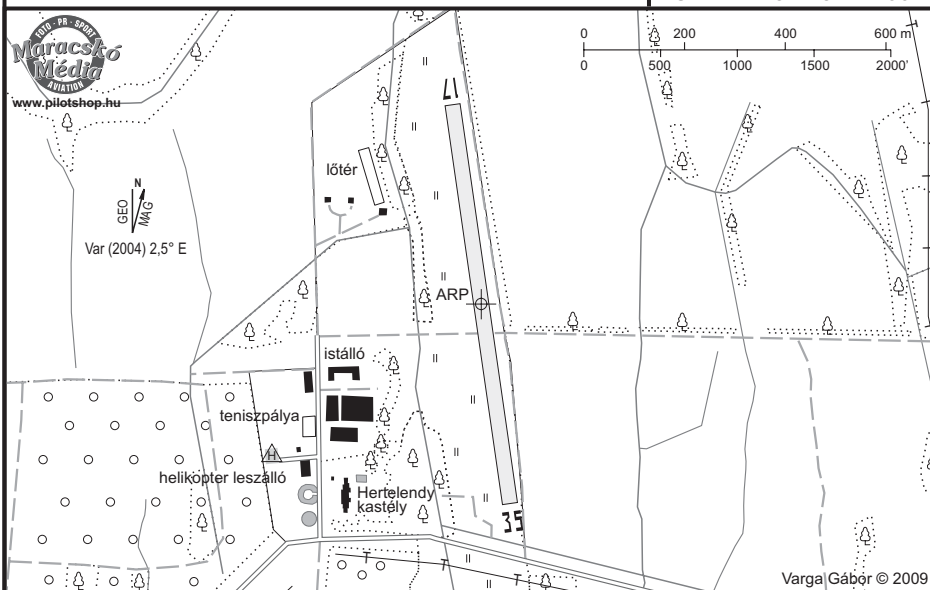 FOTO - PR - SPORT
Maracskó
Média
AVIATION
www.pilotshop.hu
0 200 400 600 m
0 500 1000 1500 2000'
17
lőtér
N
GEO
MAG
Var (2004) 2,5° E
ARP
istálló
teniszpálya
H
helikopter leszálló
Hertelendy
kastély
35
T
T
T
Varga Gábor © 2009